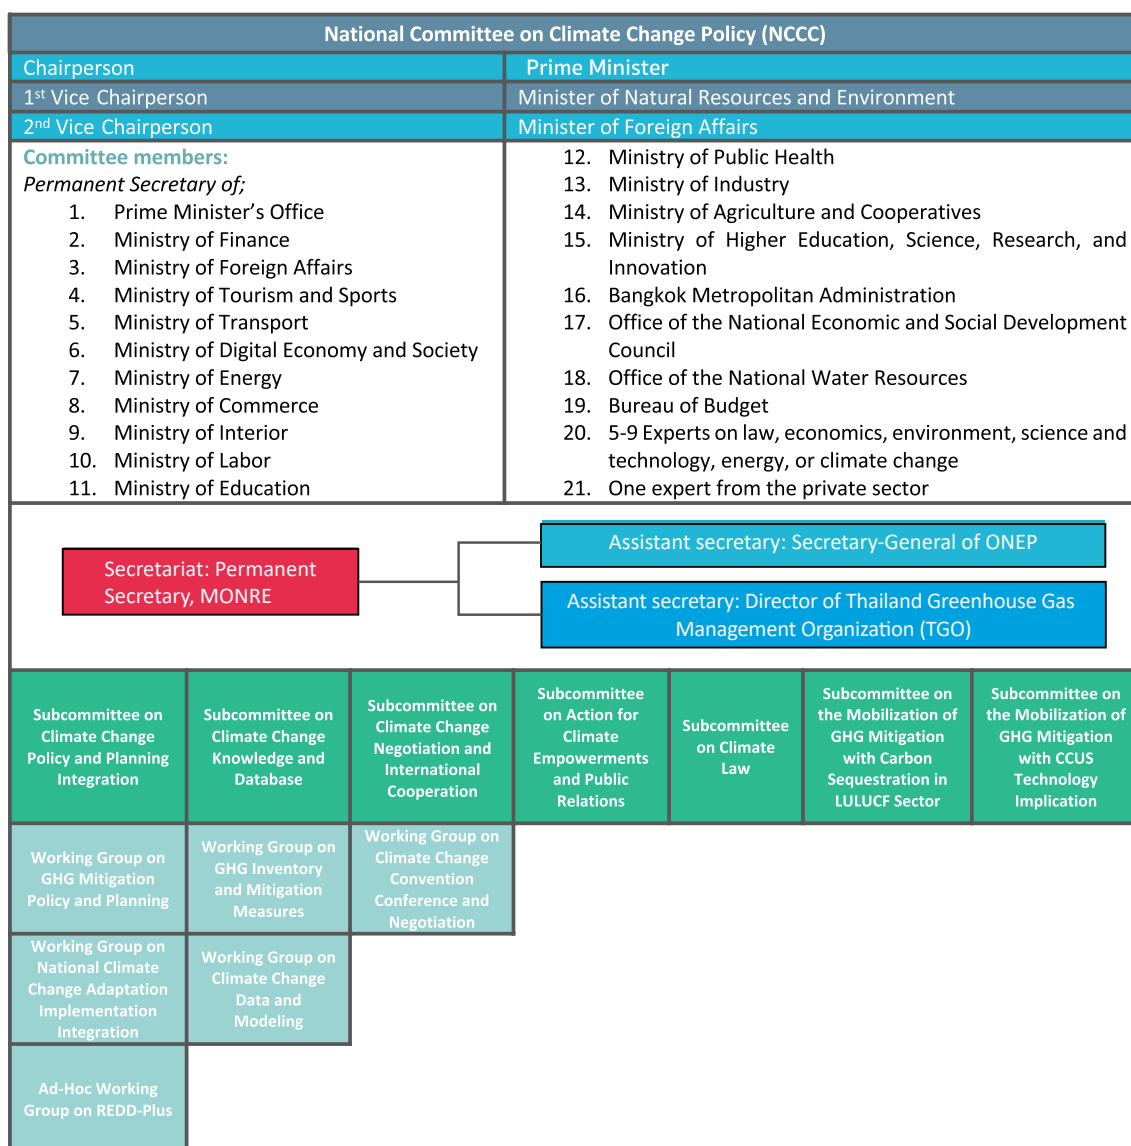 National Committee on Climate Change Policy (NCCC)
Chairperson
Prime Minister
1st Vice Chairperson
Minister of Natural Resources and Environment
2nd Vice Chairperson
Minister of Foreign Affairs
Committee members:
Permanent Secretary of;
1. Prime Minister's Office
2. Ministry of Finance
3. Ministry of Foreign Affairs
4. Ministry of Tourism and Sports
5. Ministry of Transport
6. Ministry of Digital Economy and Society
7. Ministry of Energy
8. Ministry of Commerce
9. Ministry of Interior
10. Ministry of Labor
11. Ministry of Education
12. Ministry of Public Health
13. Ministry of Industry
14. Ministry of Agriculture and Cooperatives
15. Ministry of Higher Education, Science, Research, and
Innovation
16. Bangkok Metropolitan Administration
17. Office of the National Economic and Social Development
Council
18. Office of the National Water Resources
19. Bureau of Budget
20. 5-9 Experts on law, economics, environment, science and
technology, energy, or climate change
21. One expert from the private sector
Secretariat: Permanent
Secretary, MONRE
Assistant secretary: Secretary-General of ONEP
Assistant secretary: Director of Thailand Greenhouse Gas
Management Organization (TGO)
Subcommittee on
Climate Change
Policy and Planning
Integration
Subcommittee on
Climate Change
Knowledge and
Database
Subcommittee on
Climate Change
Negotiation and
International
Cooperation
Subcommittee
on Action for
Climate
Empowerments
and Public
Relations
Subcommittee
on Climate
Law
Subcommittee on
the Mobilization of
GHG Mitigation
with Carbon
Sequestration in
LULUCF Sector
Subcommittee on
the Mobilization of
GHG Mitigation
with CCUS
Technology
Implication
Working Group on
GHG Mitigation
Policy and Planning
Working Group on
GHG Inventory
and Mitigation
Measures
Working Group on
Climate Change
Convention
Conference and
Negotiation
Working Group on
National Climate
Change Adaptation
Implementation
Integration
Working Group on
Climate Change
Data and
Modeling
Ad-Hoc Working
Group on REDD-Plus